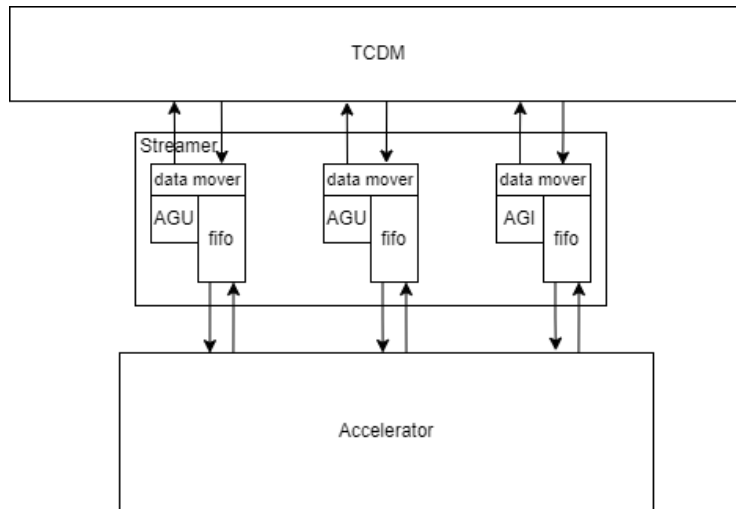 TCDM
Streamer
data mover
data mover
data mover
AGU
AGU
AGI
fifo
fifo
fifo
Accelerator